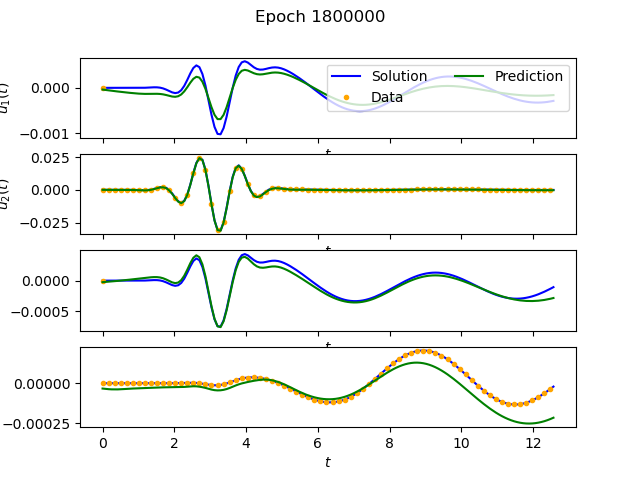 Epoch 1800000
0.000
−0.001
u₁(t)
Solution
Data
Prediction
0.025
0.000
−0.025
u₂(t)
0.0000
−0.0005
0.00000
−0.00025
0 2 4 6 8 10 12
t